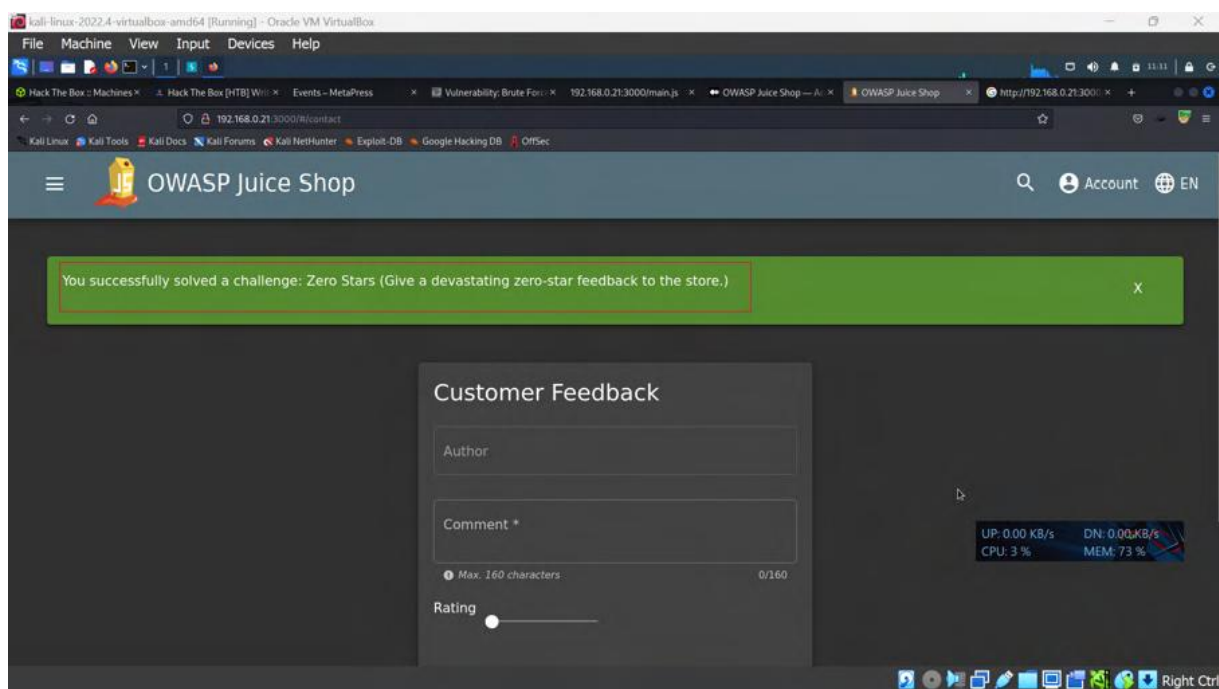 kali-linux-2022.4-virtualbox-amd64 [Running] - Oracle VM VirtualBox
File Machine View Input Devices Help
1
11:11
Hack The Box :: Machines
Hack The Box [HTB] Wri
Events – MetaPress
Vulnerability: Brute Forc
192.168.0.21:3000/main.js
OWASP Juice Shop — A
OWASP Juice Shop
http://192.168.0.21:3000
192.168.0.21:3000/#/contact
Kali Linux Kali Tools Kali Docs Kali Forums Kali NetHunter Exploit-DB Google Hacking DB OffSec
OWASP Juice Shop
Account EN
You successfully solved a challenge: Zero Stars (Give a devastating zero-star feedback to the store.)
X
Customer Feedback
Author
Comment *
Max. 160 characters 0/160
Rating
UP: 0.00 KB/s DN: 0.00 KB/s
CPU: 3 % MEM: 73 %
Right Ctrl